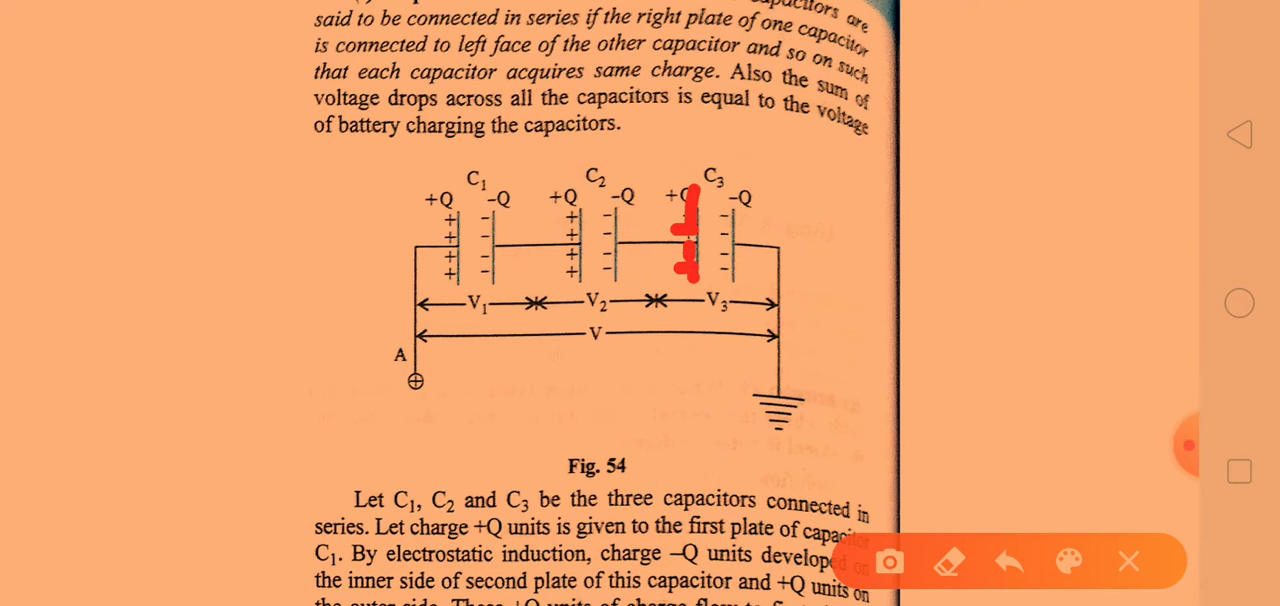 said to be connected in series if the right plate of one capacitor
are
is connected to left face of the other capacitor and so on such
that each capacitor acquires same charge. Also the sum of
voltage drops across all the capacitors is equal to the voltage
of battery charging the capacitors.
C₁ C₂ C₃
+Q -Q +Q -Q -Q
V₁ V₂ V₃
V
A
Fig. 54
Let C₁, C₂ and C₃ be the three capacitors connected in
series. Let charge +Q units is given to the first plate of capacitor
C₁. By electrostatic induction, charge –Q units developed on
the inner side of second plate of this capacitor and +Q units on